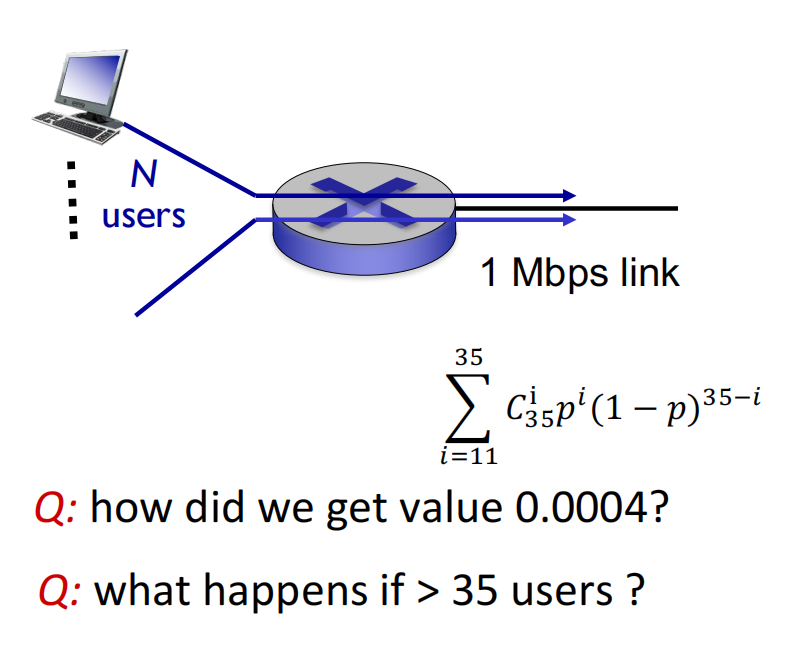 N
users
1 Mbps link
35
∑ C_{35}^{i} p^{i} (1 − p)^{35−i}
i=11
Q: how did we get value 0.0004?
Q: what happens if > 35 users ?